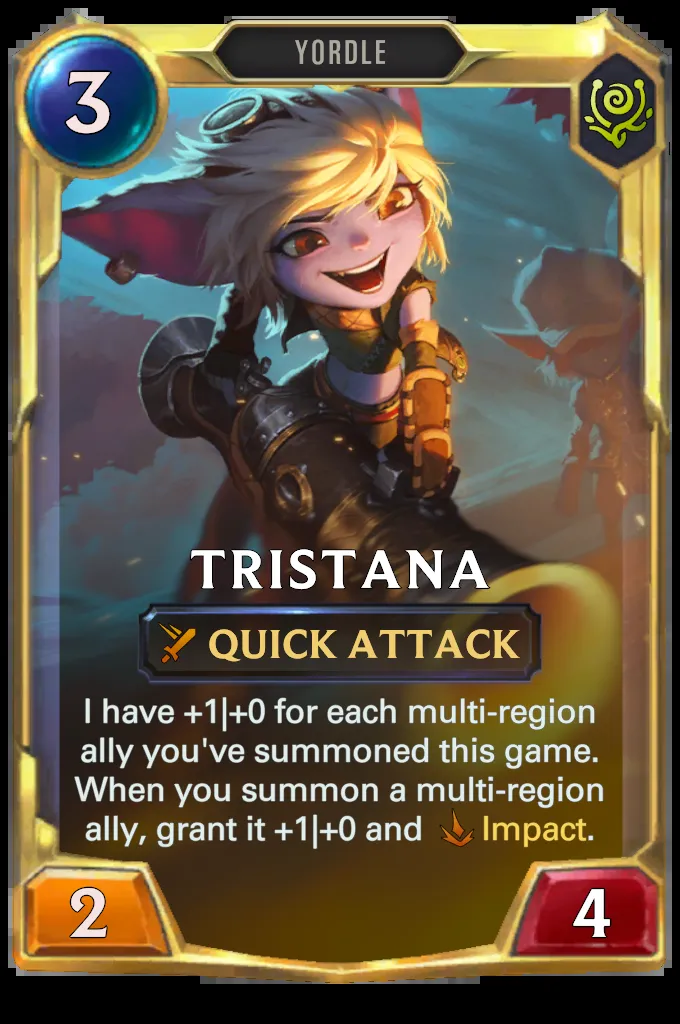 YORDLE
3
TRISTANA
QUICK ATTACK
I have +1|+0 for each multi-region
ally you've summoned this game.
When you summon a multi-region
ally, grant it +1|+0 and Impact.
2
4